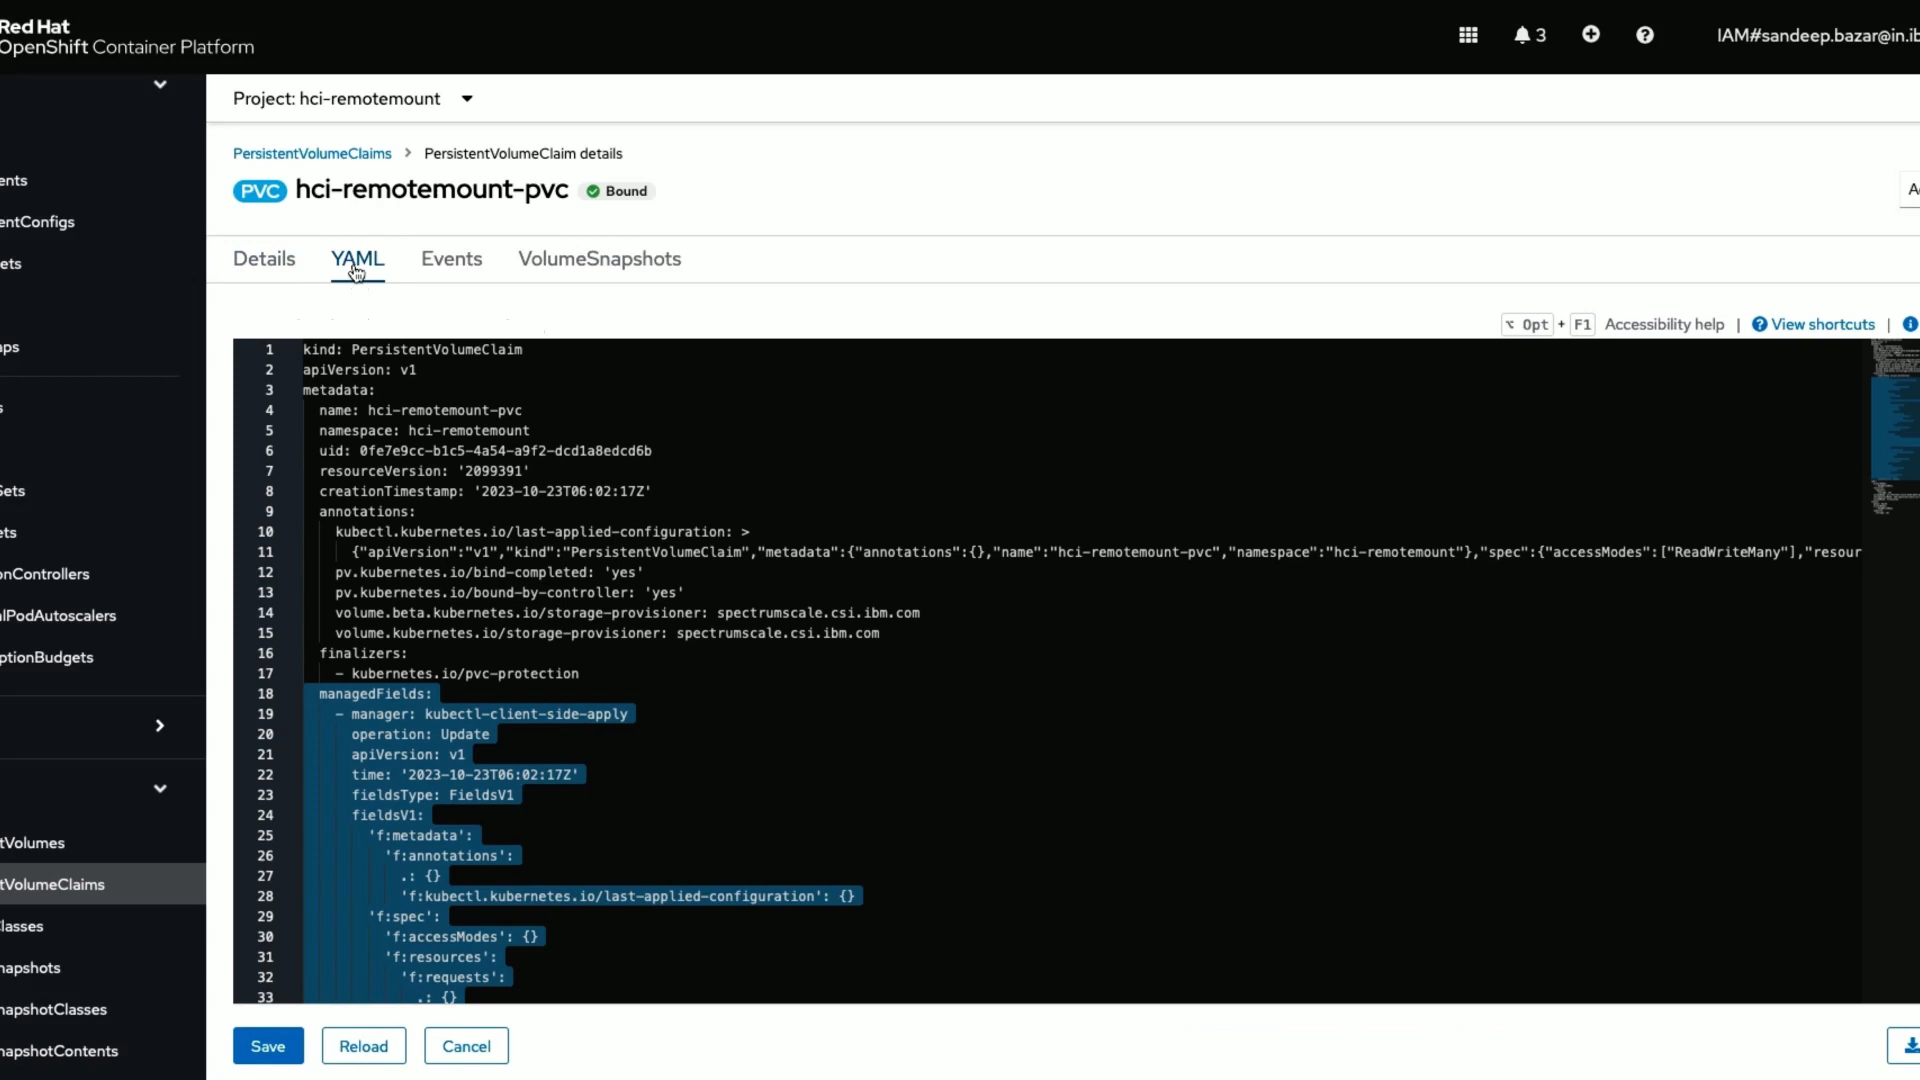 Red Hat
OpenShift Container Platform
3
IAM#sandeep.bazar@in.ib
Project: hci-remotemount
PersistentVolumeClaims > PersistentVolumeClaim details
PVC hci-remotemount-pvc Bound
Details YAML Events VolumeSnapshots
⌥ Opt + F1 Accessibility help | View shortcuts |
ents
entConfigs
ets
aps
s
Sets
ets
onControllers
lPodAutoscalers
ptionBudgets
tVolumes
tVolumeClaims
lasses
napshots
napshotClasses
napshotContents
1 kind: PersistentVolumeClaim
2 apiVersion: v1
3 metadata:
4 name: hci-remotemount-pvc
5 namespace: hci-remotemount
6 uid: 0fe7e9cc-b1c5-4a54-a9f2-dcd1a8edcd6b
7 resourceVersion: '2099391'
8 creationTimestamp: '2023-10-23T06:02:17Z'
9 annotations:
10 kubectl.kubernetes.io/last-applied-configuration: >
11 {"apiVersion":"v1","kind":"PersistentVolumeClaim","metadata":{"annotations":{},"name":"hci-remotemount-pvc","namespace":"hci-remotemount"},"spec":{"accessModes":["ReadWriteMany"],"resour
12 pv.kubernetes.io/bind-completed: 'yes'
13 pv.kubernetes.io/bound-by-controller: 'yes'
14 volume.beta.kubernetes.io/storage-provisioner: spectrumscale.csi.ibm.com
15 volume.kubernetes.io/storage-provisioner: spectrumscale.csi.ibm.com
16 finalizers:
17 - kubernetes.io/pvc-protection
18 managedFields:
19 - manager: kubectl-client-side-apply
20 operation: Update
21 apiVersion: v1
22 time: '2023-10-23T06:02:17Z'
23 fieldsType: FieldsV1
24 fieldsV1:
25 'f:metadata':
26 'f:annotations':
27 .: {}
28 'f:kubectl.kubernetes.io/last-applied-configuration': {}
29 'f:spec':
30 'f:accessModes': {}
31 'f:resources':
32 'f:requests':
33 .: {}
Save Reload Cancel